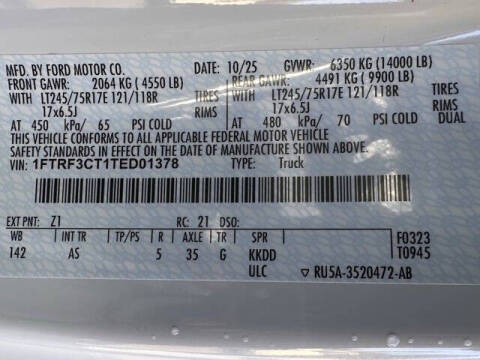 MFD. BY FORD MOTOR CO. 10/25 GVWR: 6350 KG (14000 LB)
FRONT GAWR: 2064 KG ( 4550 LB) REAR GAWR: 4491 KG ( 9900 LB)
WITH LT245/75R17E 121/118R TIRES WITH LT245/75R17E 121/118R TIRES
17x6.5J RIMS 17x6.5J RIMS
AT 450 kPa/ 65 PSI COLD AT 480 kPa/ 70 PSI COLD DUAL
THIS VEHICLE CONFORMS TO ALL APPLICABLE FEDERAL MOTOR VEHICLE
SAFETY STANDARDS IN EFFECT ON THE DATE OF MANUFACTURE SHOWN ABOVE.
VIN: 1FTRF3CT1TED01378 TYPE: Truck
EXT PNT: Z1 RC: 21 DSO:
WB INT TR TP/PS R AXLE TR SPR F0323
142 AS 5 35 G KKDD T0945
ULC ▽ RU5A-3520472-AB